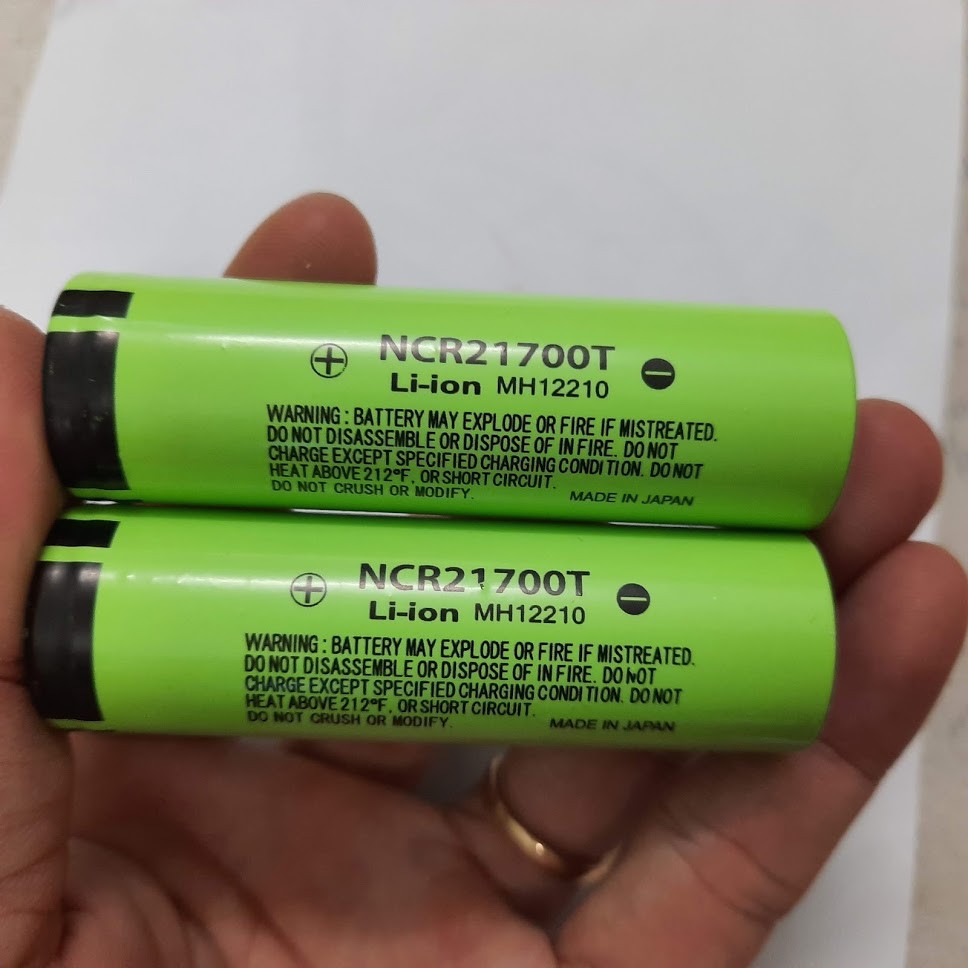 + NCR21700T -
Li-ion MH12210
WARNING : BATTERY MAY EXPLODE OR FIRE IF MISTREATED.
DO NOT DISASSEMBLE OR DISPOSE OF IN FIRE. DO NOT
CHARGE EXCEPT SPECIFIED CHARGING CONDITION. DO NOT
HEAT ABOVE 212°F, OR SHORT CIRCUIT.
DO NOT CRUSH OR MODIFY. MADE IN JAPAN
+ NCR21700T -
Li-ion MH12210
WARNING : BATTERY MAY EXPLODE OR FIRE IF MISTREATED.
DO NOT DISASSEMBLE OR DISPOSE OF IN FIRE. DO NOT
CHARGE EXCEPT SPECIFIED CHARGING CONDITION. DO NOT
HEAT ABOVE 212°F, OR SHORT CIRCUIT.
DO NOT CRUSH OR MODIFY. MADE IN JAPAN